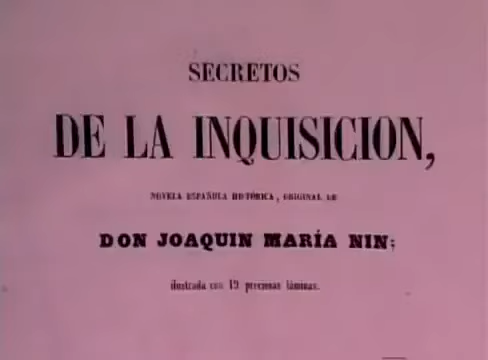 SECRETOS
DE LA INQUISICION,
NOVELA ESPAÑOLA HISTÓRICA, ORIGINAL DE
DON JOAQUIN MARÍA NIN;
ilustrada con 19 preciosas láminas.